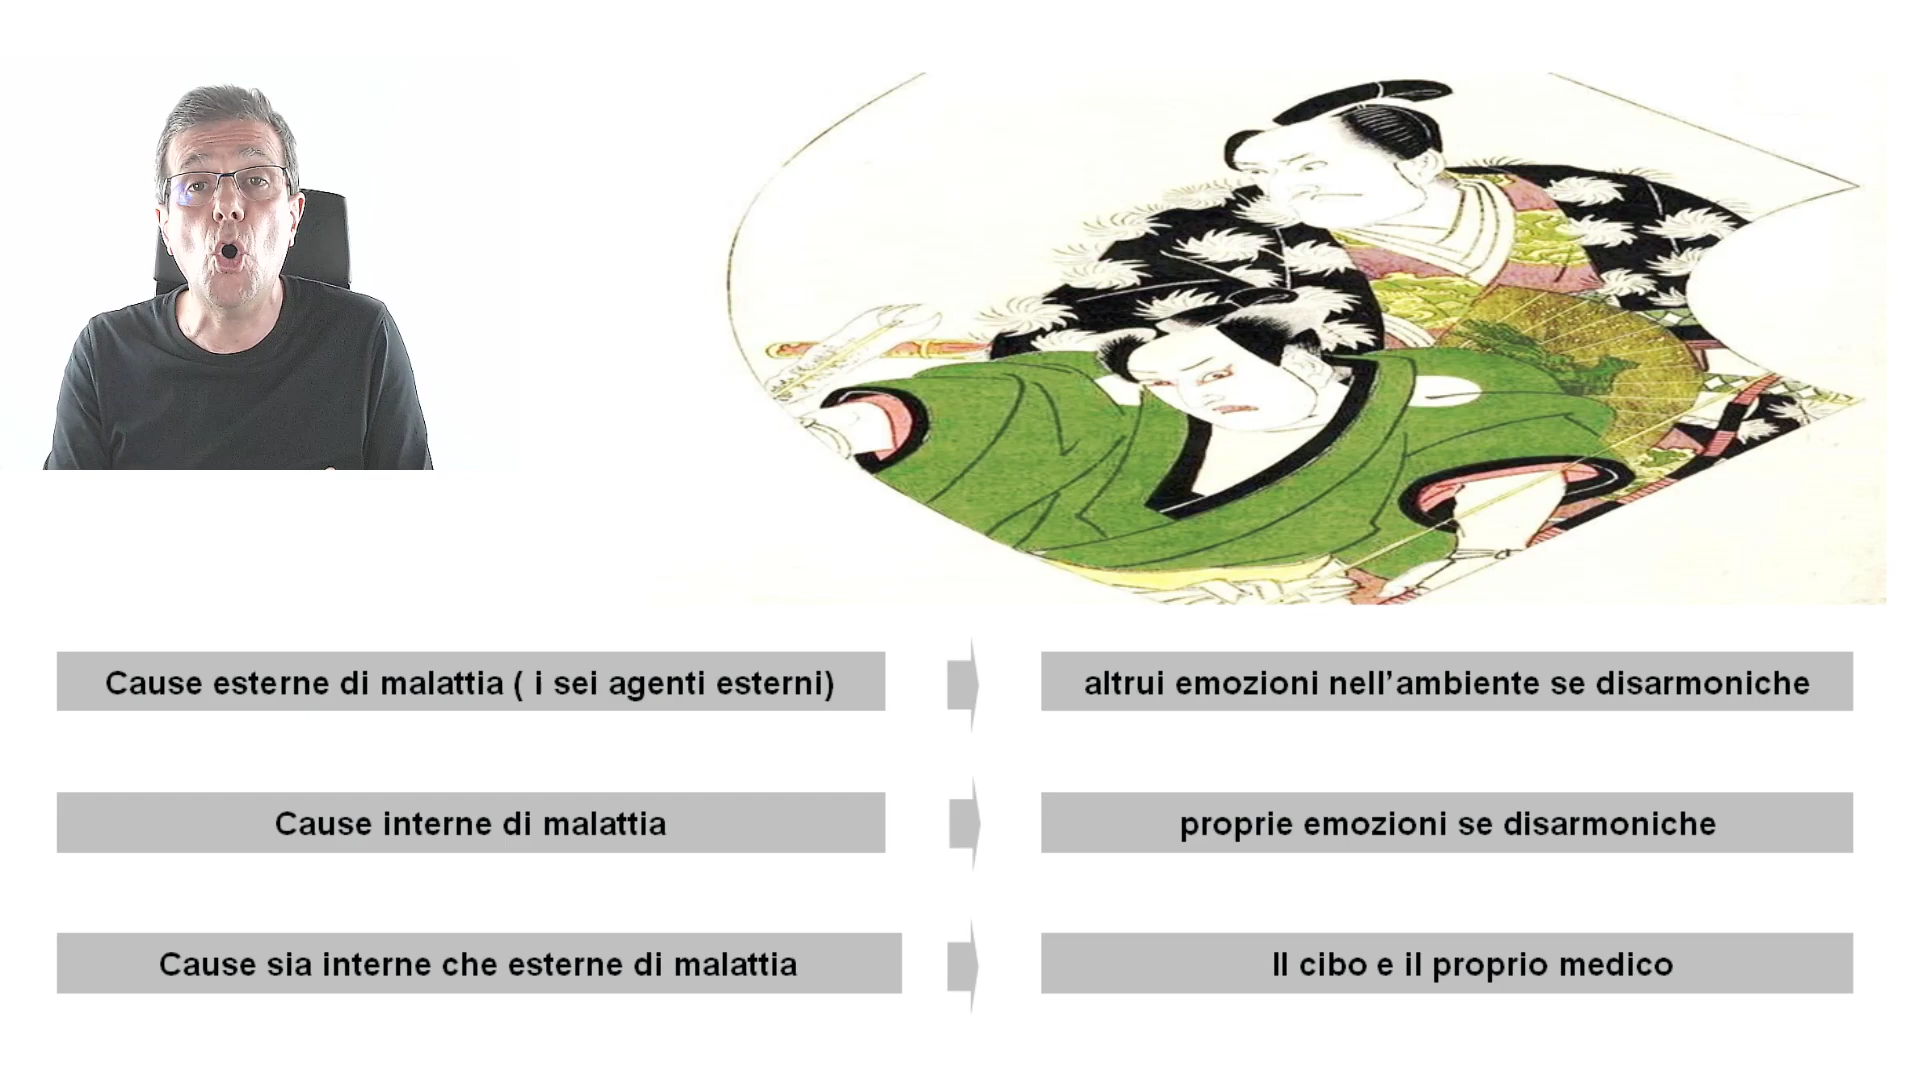 Cause esterne di malattia ( i sei agenti esterni)
altrui emozioni nell’ambiente se disarmoniche
Cause interne di malattia
proprie emozioni se disarmoniche
Cause sia interne che esterne di malattia
Il cibo e il proprio medico